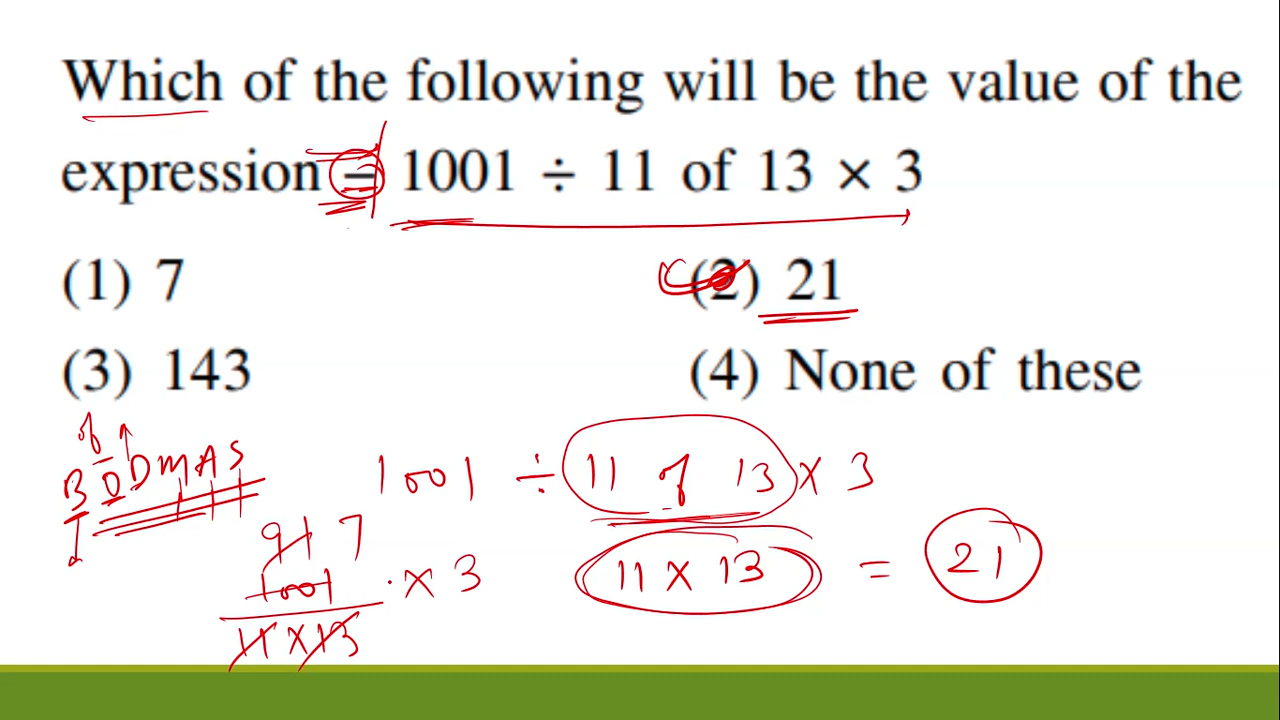 Which of the following will be the value of the
expression = 1001 ÷ 11 of 13 × 3
(1) 7
(2) 21
(3) 143
(4) None of these
of
BODMAS
1001 ÷ 11 of 13 × 3
91 7
1001 × 3
11 × 13
11 × 13 = 21